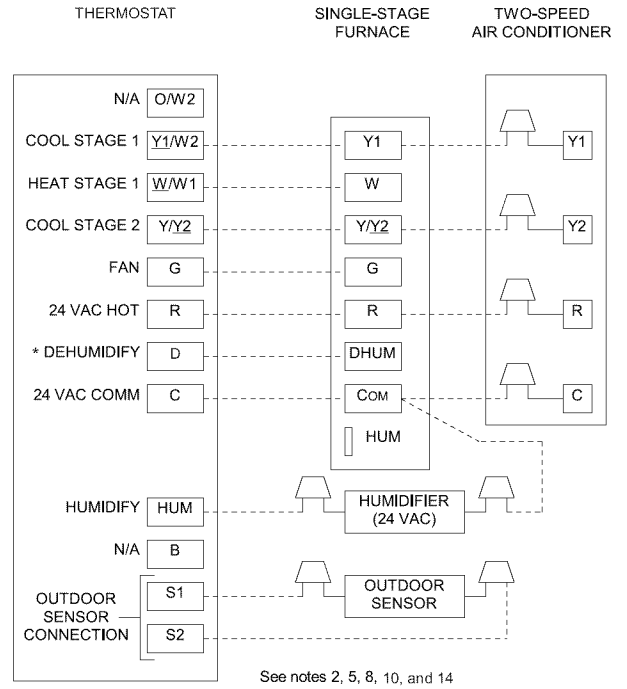 THERMOSTAT
SINGLE-STAGE
FURNACE
TWO-SPEED
AIR CONDITIONER
N/A O/W2
COOL STAGE 1 Y1/W2 Y1 Y1
HEAT STAGE 1 W/W1 W
COOL STAGE 2 Y/Y2 Y/Y2 Y2
FAN G G
24 VAC HOT R R R
* DEHUMIDIFY D DHUM
24 VAC COMM C COM C
HUM
HUMIDIFY HUM
HUMIDIFIER
(24 VAC)
N/A B
OUTDOOR
SENSOR
CONNECTION
S1
S2
OUTDOOR
SENSOR
See notes 2, 5, 8, 10, and 14